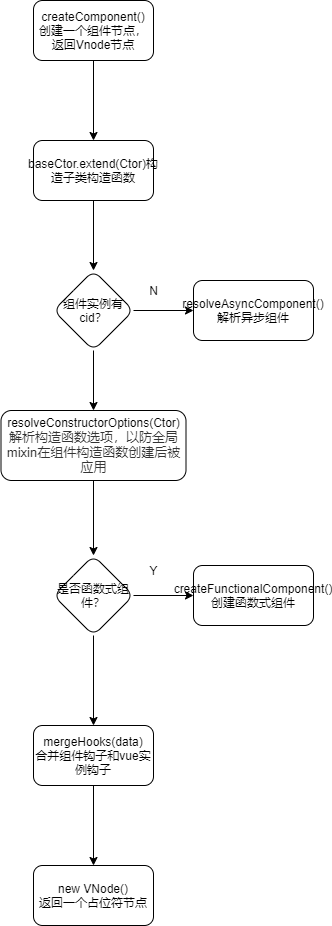 createComponent()
创建一个组件节点，
返回Vnode节点
baseCtor.extend(Ctor)构
造子类构造函数
组件实例有
cid？
N
resolveAsyncComponent()
解析异步组件
resolveConstructorOptions(Ctor)
解析构造函数选项，以防全局
mixin在组件构造函数创建后被
应用
是否函数式组
件？
Y
createFunctionalComponent()
创建函数式组件
mergeHooks(data)
合并组件钩子和vue实
例钩子
new VNode()
返回一个占位符节点